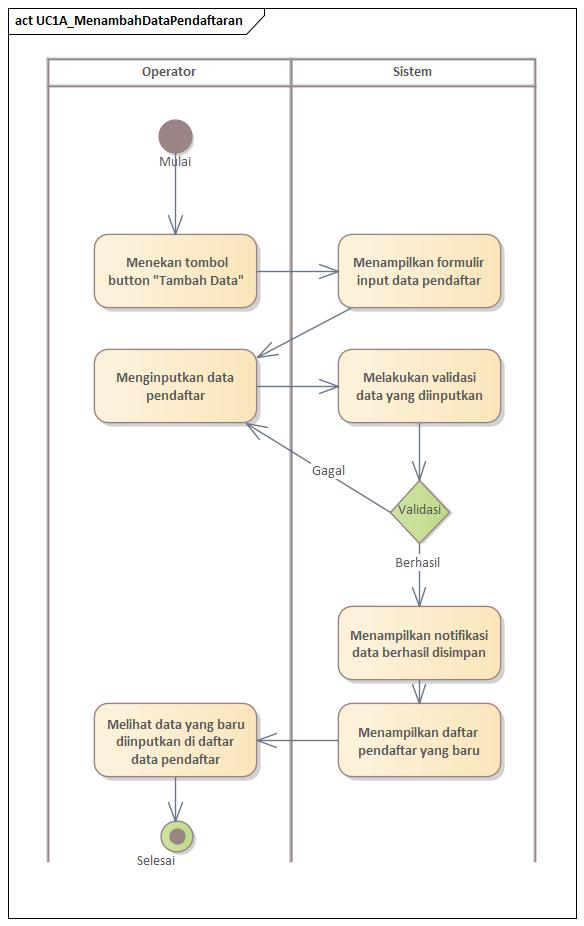 act UC1A_MenambahDataPendaftaran
Operator
Sistem
Mulai
Menekan tombol
button "Tambah Data"
Menampilkan formulir
input data pendaftar
Menginputkan data
pendaftar
Melakukan validasi
data yang diinputkan
Gagal
Validasi
Berhasil
Menampilkan notifikasi
data berhasil disimpan
Melihat data yang baru
diinputkan di daftar
data pendaftar
Menampilkan daftar
pendaftar yang baru
Selesai